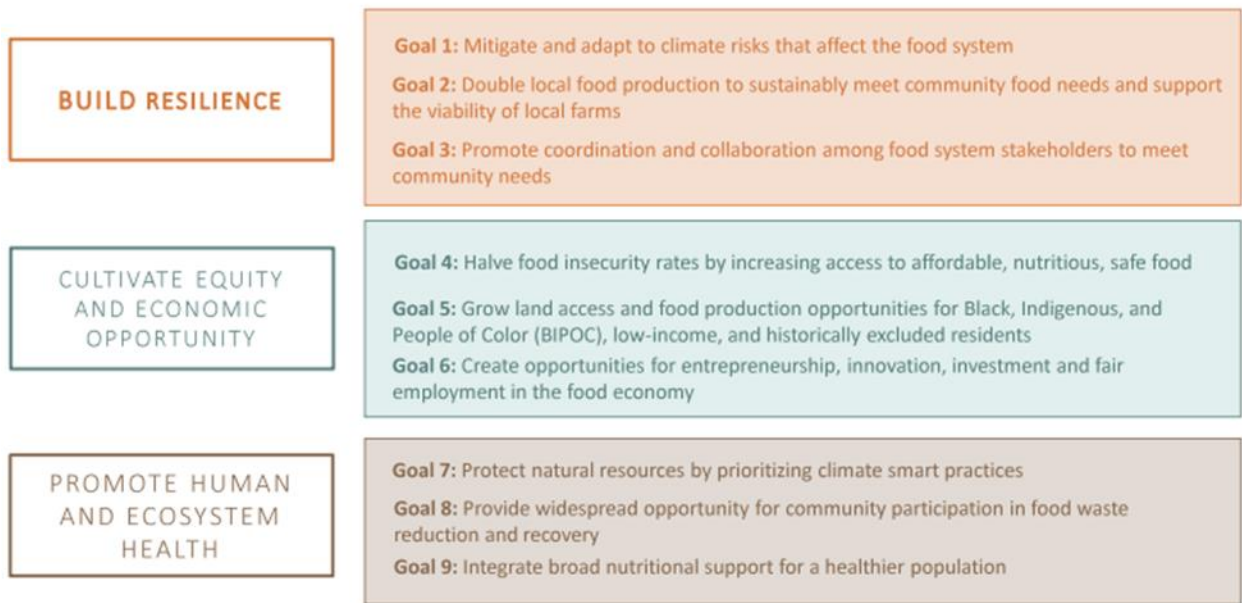 BUILD RESILIENCE
Goal 1: Mitigate and adapt to climate risks that affect the food system
Goal 2: Double local food production to sustainably meet community food needs and support
the viability of local farms
Goal 3: Promote coordination and collaboration among food system stakeholders to meet
community needs
CULTIVATE EQUITY
AND ECONOMIC
OPPORTUNITY
Goal 4: Halve food insecurity rates by increasing access to affordable, nutritious, safe food
Goal 5: Grow land access and food production opportunities for Black, Indigenous, and
People of Color (BIPOC), low-income, and historically excluded residents
Goal 6: Create opportunities for entrepreneurship, innovation, investment and fair
employment in the food economy
PROMOTE HUMAN
AND ECOSYSTEM
HEALTH
Goal 7: Protect natural resources by prioritizing climate smart practices
Goal 8: Provide widespread opportunity for community participation in food waste
reduction and recovery
Goal 9: Integrate broad nutritional support for a healthier population